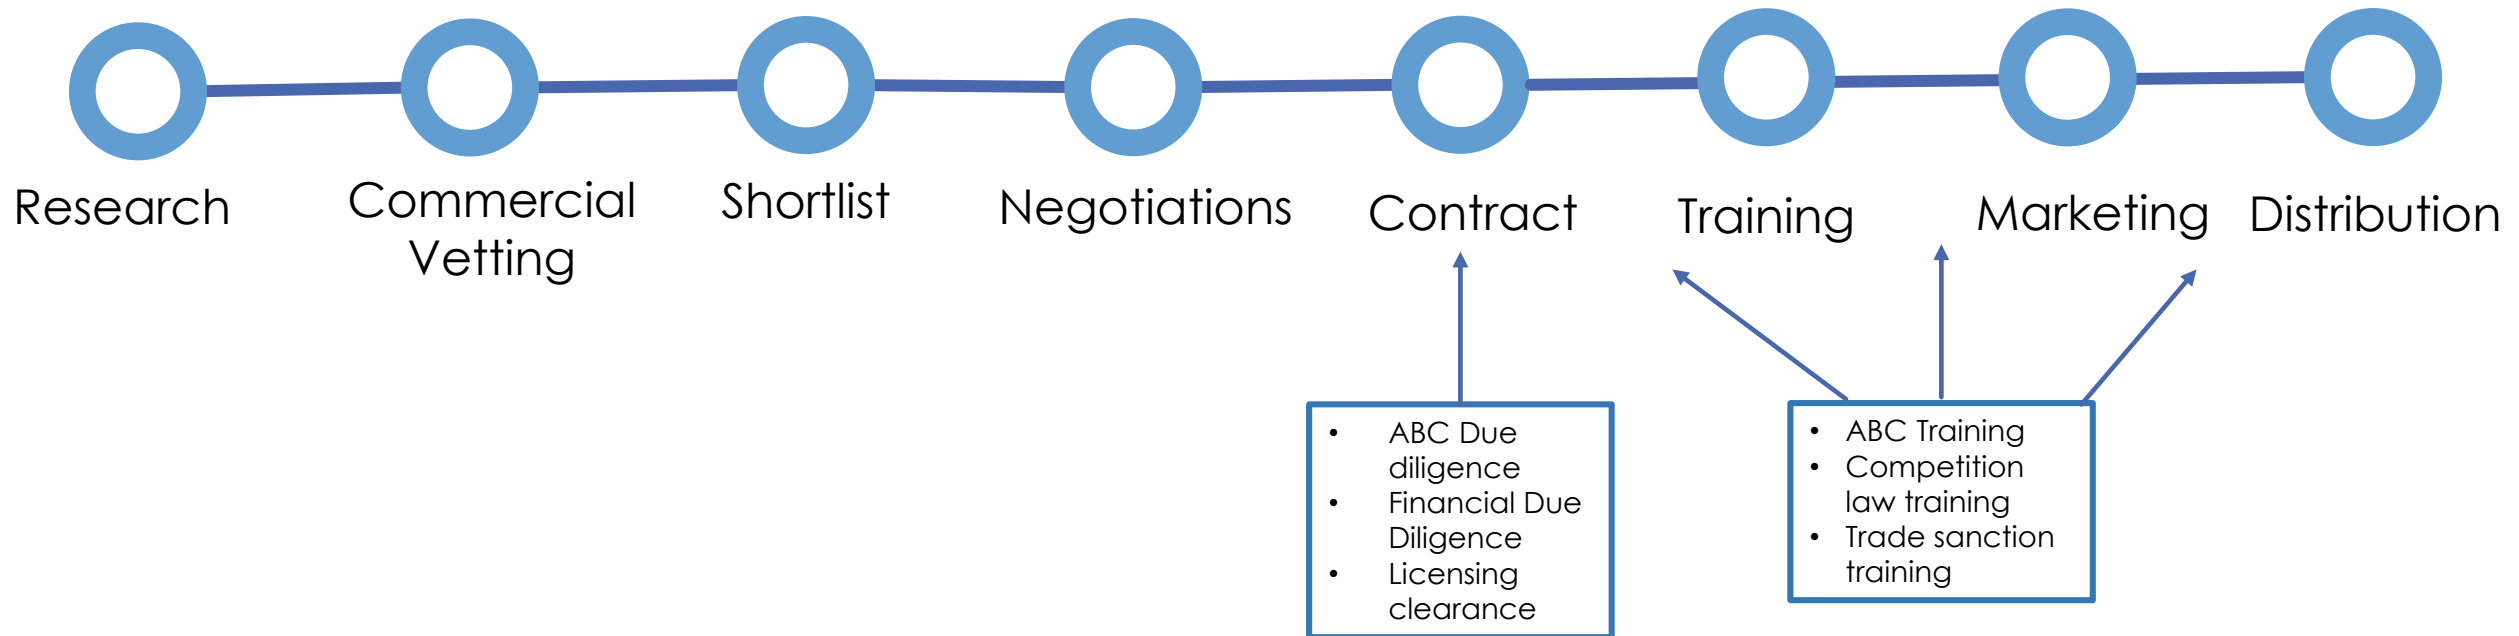 Research
Commercial
Vetting
Shortlist
Negotiations
Contract
Training
Marketing
Distribution
• ABC Due
diligence
• Financial Due
Diligence
• Licensing
clearance
• ABC Training
• Competition
law training
• Trade sanction
training